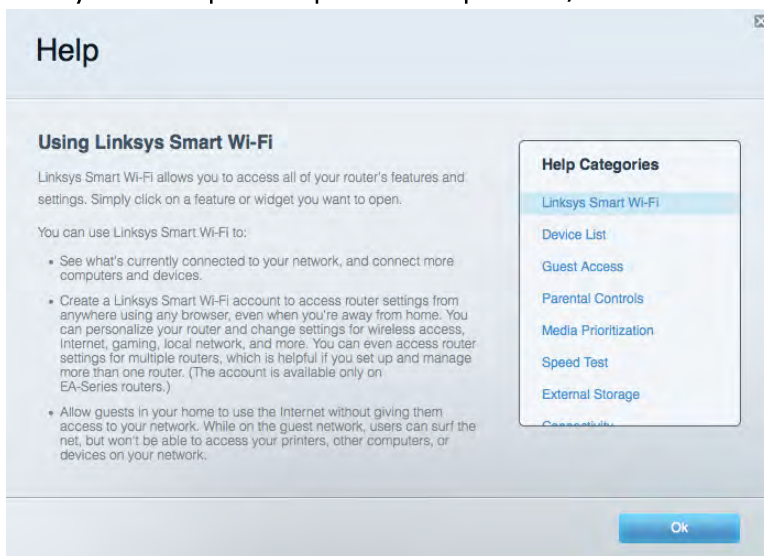 Help
Using Linksys Smart Wi-Fi
Linksys Smart Wi-Fi allows you to access all of your router's features and
settings. Simply click on a feature or widget you want to open.
You can use Linksys Smart Wi-Fi to:
• See what's currently connected to your network, and connect more
computers and devices.
• Create a Linksys Smart Wi-Fi account to access router settings from
anywhere using any browser, even when you're away from home. You
can personalize your router and change settings for wireless access,
Internet, gaming, local network, and more. You can even access router
settings for multiple routers, which is helpful if you set up and manage
more than one router. (The account is available only on
EA-Series routers.)
• Allow guests in your home to use the Internet without giving them
access to your network. While on the guest network, users can surf the
net, but won't be able to access your printers, other computers, or
devices on your network.
Help Categories
Linksys Smart Wi-Fi
Device List
Guest Access
Parental Controls
Media Prioritization
Speed Test
External Storage
Connectivity
Ok